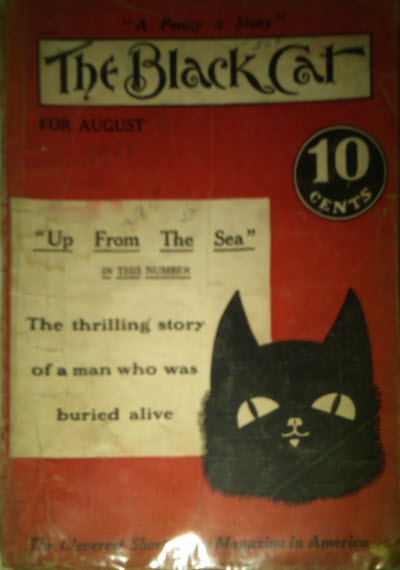 "A Penny a Story"
The Black Cat
FOR AUGUST
10
CENTS
"Up From The Sea"
IN THIS NUMBER
The thrilling story
of a man who was
buried alive
The Cleverest Short Magazine in America